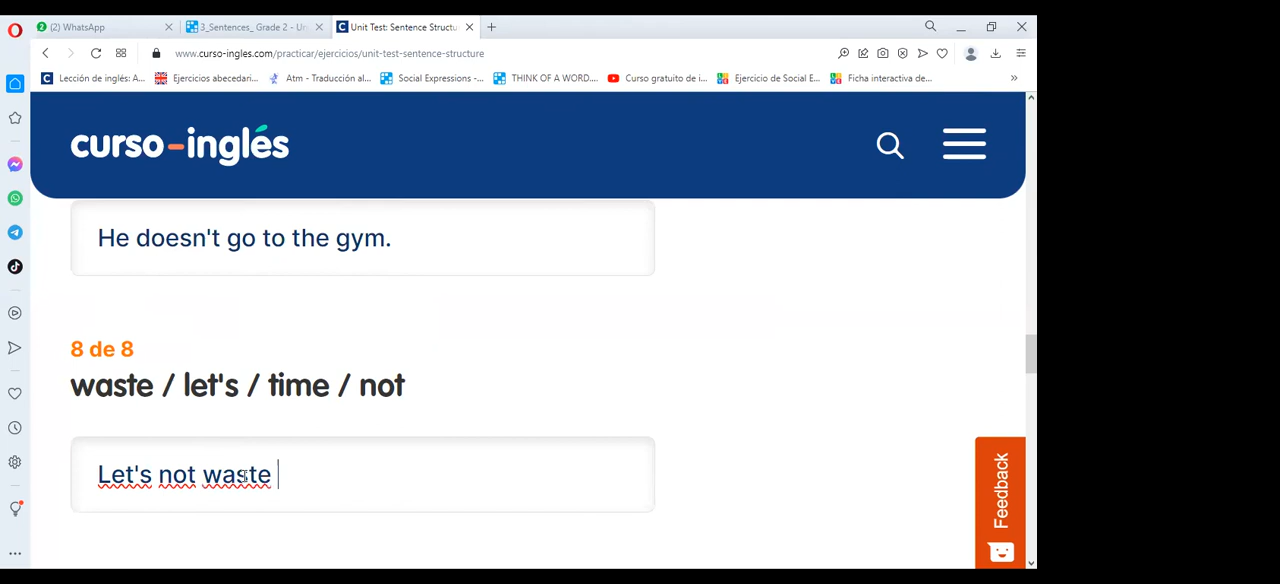 2 (2) WhatsApp
3_Sentences_ Grade 2 - Un
C Unit Test: Sentence Structu
www.curso-ingles.com/practicar/ejercicios/unit-test-sentence-structure
C Lección de inglés: A... Ejercicios abecedari... Atm - Traducción al... Social Expressions -... THINK OF A WORD.... Curso gratuito de i... Ejercicio de Social E... Ficha interactiva de...
curso-inglés
He doesn't go to the gym.
8 de 8
waste / let's / time / not
Let's not waste
Feedback